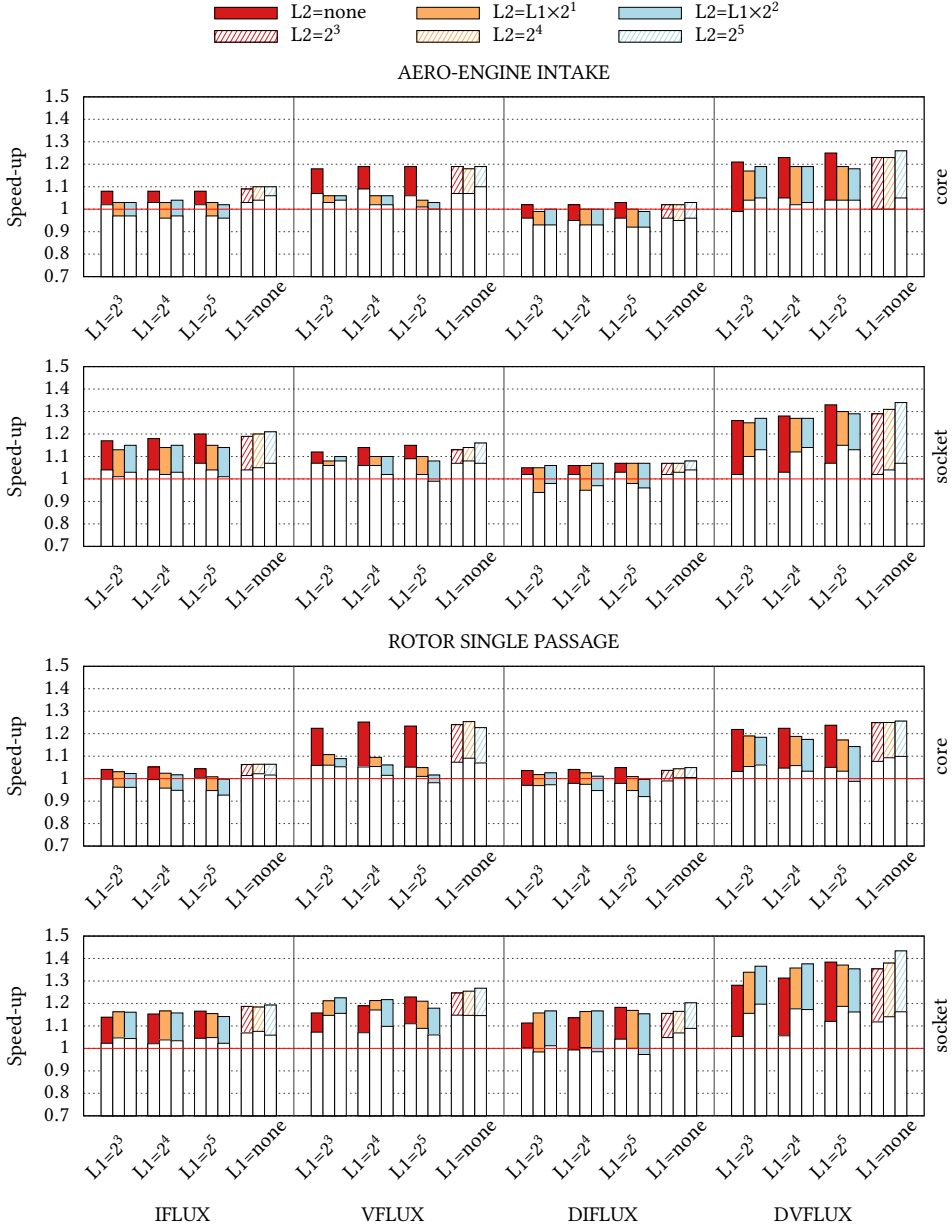 L2=none L2=L1×2¹ L2=L1×2²
L2=2³ L2=2⁴ L2=2⁵
AERO-ENGINE INTAKE
Speed-up
1.5
1.4
1.3
1.2
1.1
1
0.9
0.8
0.7
core
L1=2³ L1=2⁴ L1=2⁵ L1=none L1=2³ L1=2⁴ L1=2⁵ L1=none L1=2³ L1=2⁴ L1=2⁵ L1=none L1=2³ L1=2⁴ L1=2⁵ L1=none
Speed-up
1.5
1.4
1.3
1.2
1.1
1
0.9
0.8
0.7
socket
L1=2³ L1=2⁴ L1=2⁵ L1=none L1=2³ L1=2⁴ L1=2⁵ L1=none L1=2³ L1=2⁴ L1=2⁵ L1=none L1=2³ L1=2⁴ L1=2⁵ L1=none
ROTOR SINGLE PASSAGE
Speed-up
1.5
1.4
1.3
1.2
1.1
1
0.9
0.8
0.7
core
L1=2³ L1=2⁴ L1=2⁵ L1=none L1=2³ L1=2⁴ L1=2⁵ L1=none L1=2³ L1=2⁴ L1=2⁵ L1=none L1=2³ L1=2⁴ L1=2⁵ L1=none
Speed-up
1.5
1.4
1.3
1.2
1.1
1
0.9
0.8
0.7
socket
L1=2³ L1=2⁴ L1=2⁵ L1=none L1=2³ L1=2⁴ L1=2⁵ L1=none L1=2³ L1=2⁴ L1=2⁵ L1=none L1=2³ L1=2⁴ L1=2⁵ L1=none
IFLUX VFLUX DIFLUX DVFLUX